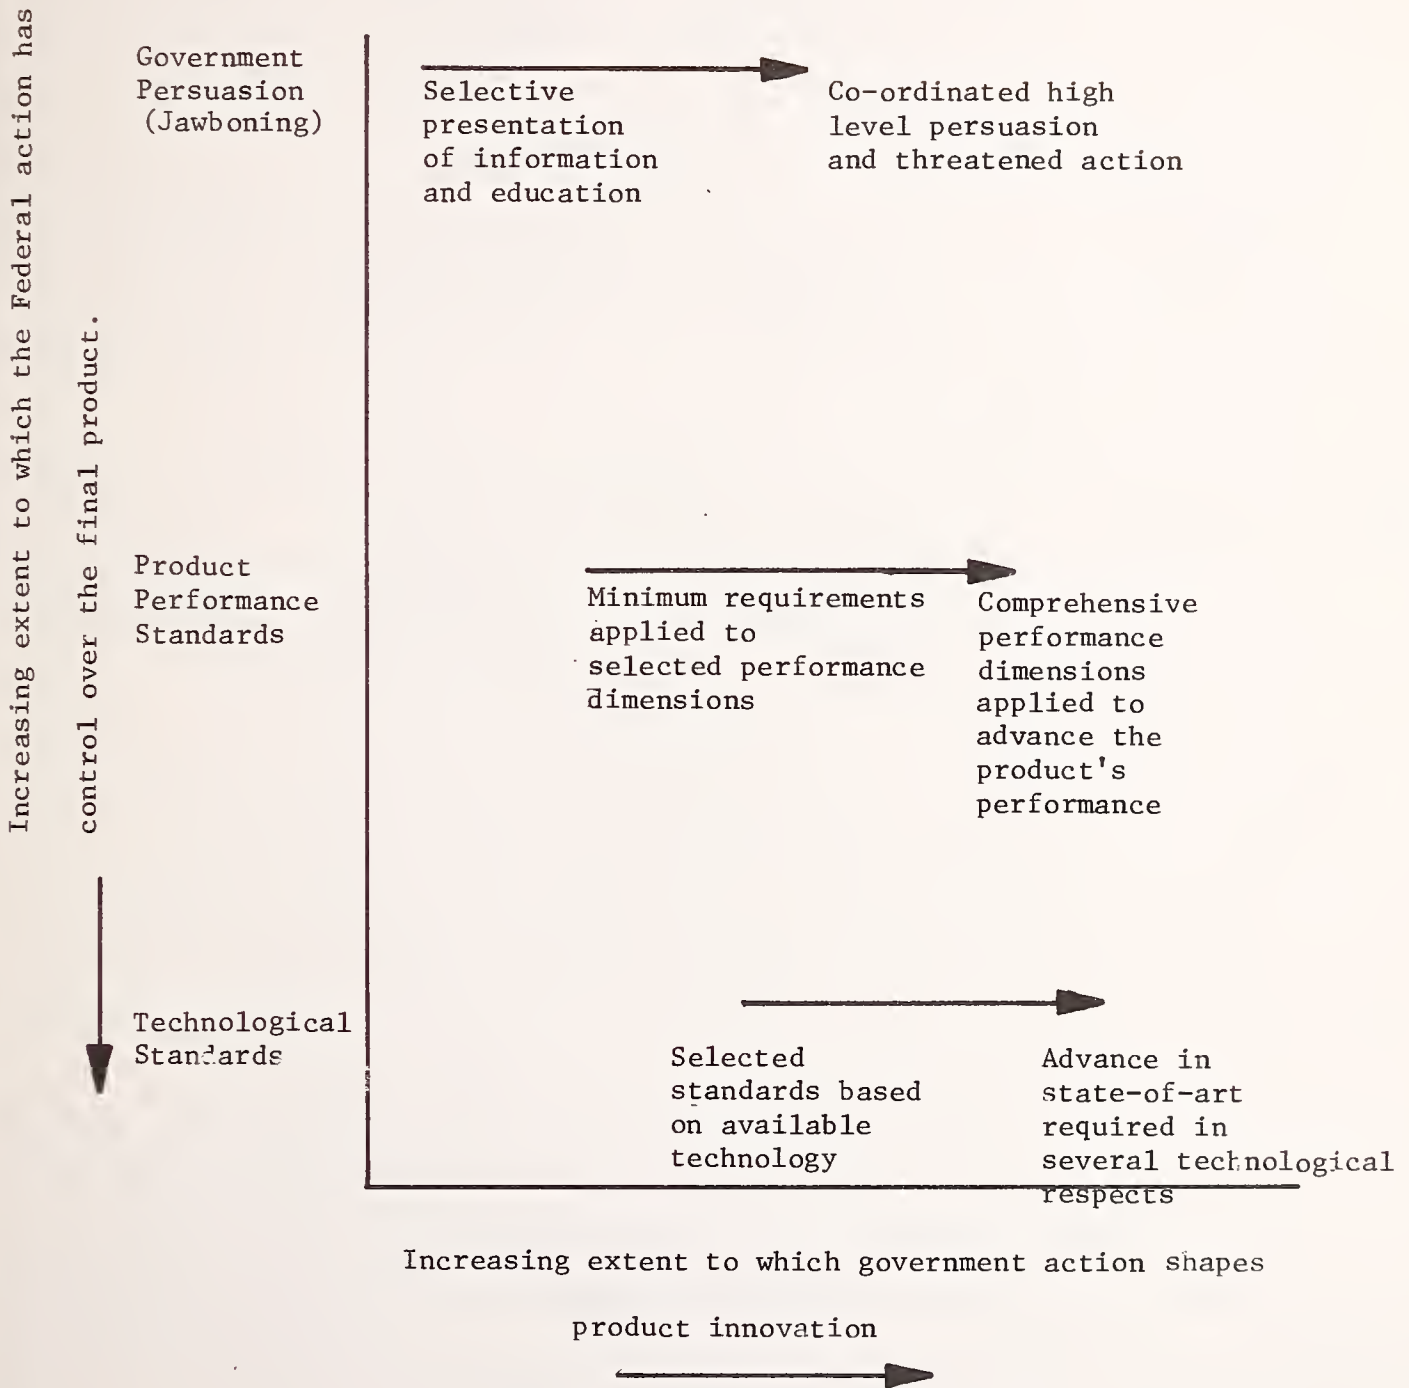 Increasing extent to which the Federal action has
control over the final product.
Government
Persuasion
(Jawboning)
Selective
presentation
of information
and education
Co-ordinated high
level persuasion
and threatened action
Product
Performance
Standards
Minimum requirements
applied to
selected performance
dimensions
Comprehensive
performance
dimensions
applied to
advance the
product's
performance
Technological
Standards
Selected
standards based
on available
technology
Advance in
state-of-art
required in
several technological
respects
Increasing extent to which government action shapes
product innovation